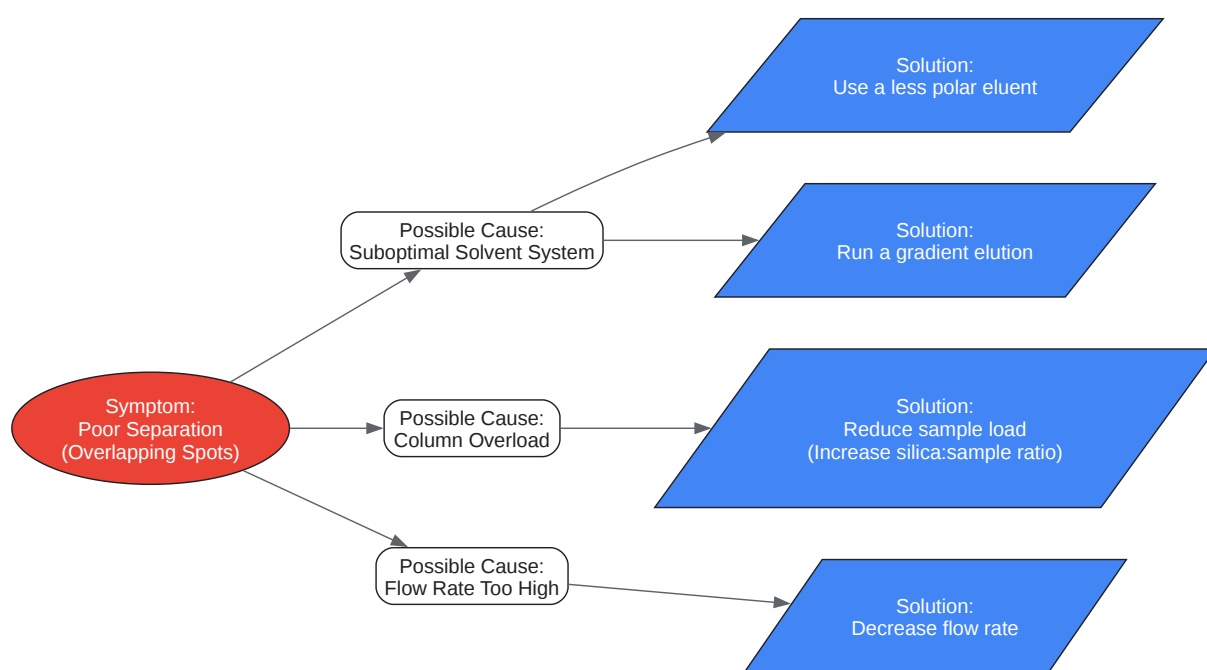 Symptom:
Poor Separation
(Overlapping Spots)
Possible Cause:
Suboptimal Solvent System
Possible Cause:
Column Overload
Possible Cause:
Flow Rate Too High
Solution:
Use a less polar eluent
Solution:
Run a gradient elution
Solution:
Reduce sample load
(Increase silica:sample ratio)
Solution:
Decrease flow rate